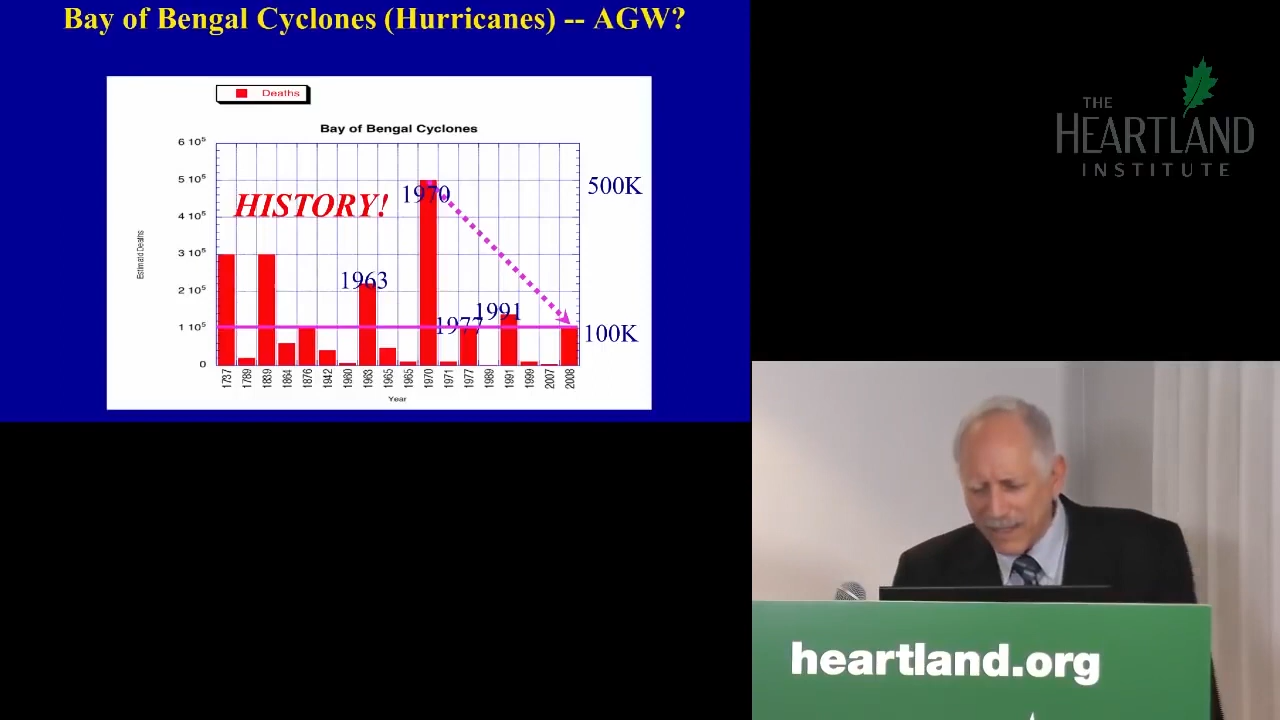 Bay of Bengal Cyclones (Hurricanes) -- AGW?
Deaths
Bay of Bengal Cyclones
6 10⁵
5 10⁵
4 10⁵
3 10⁵
2 10⁵
1 10⁵
0
Estimatd Deaths
HISTORY!
1963
1970
1977
1991
500K
100K
1737
1789
1839
1864
1876
1942
1960
1963
1965
1965
1970
1971
1977
1989
1991
1999
2007
2008
Year
THE
HEARTLAND
INSTITUTE
heartland.org